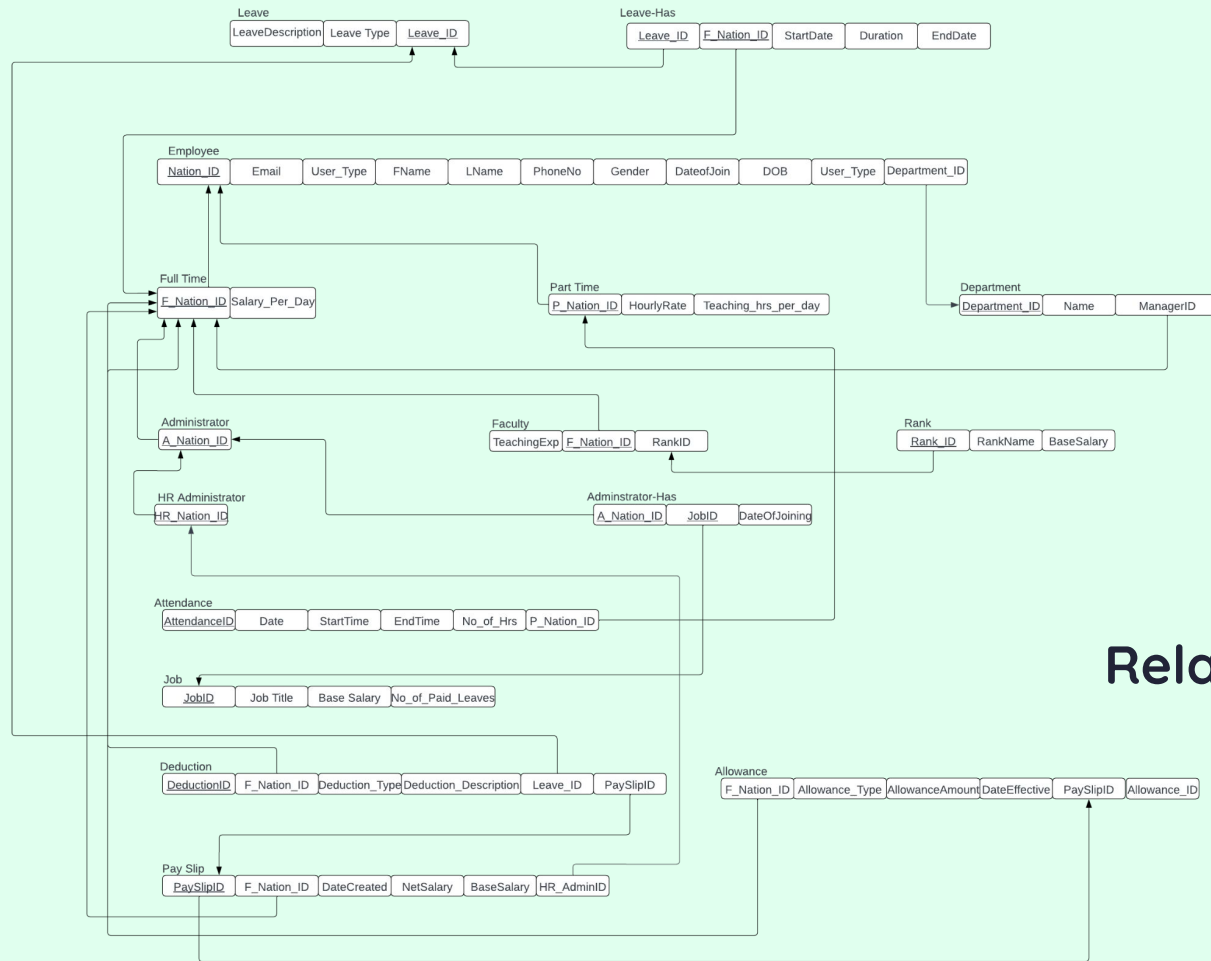 Leave
LeaveDescription Leave Type Leave_ID
Leave-Has
Leave_ID F_Nation_ID StartDate Duration EndDate
Employee
Nation_ID Email User_Type FName LName PhoneNo Gender DateofJoin DOB User_Type Department_ID
Full Time
F_Nation_ID Salary_Per_Day
Part Time
P_Nation_ID HourlyRate Teaching_hrs_per_day
Department
Department_ID Name ManagerID
Administrator
A_Nation_ID
Faculty
TeachingExp F_Nation_ID RankID
Rank
Rank_ID RankName BaseSalary
HR Administrator
HR_Nation_ID
Adminstrator-Has
A_Nation_ID JobID DateOfJoining
Attendance
AttendanceID Date StartTime EndTime No_of_Hrs P_Nation_ID
Rela
Job
JobID Job Title Base Salary No_of_Paid_Leaves
Deduction
DeductionID F_Nation_ID Deduction_Type Deduction_Description Leave_ID PaySlipID
Allowance
F_Nation_ID Allowance_Type AllowanceAmount DateEffective PaySlipID Allowance_ID
Pay Slip
PaySlipID F_Nation_ID DateCreated NetSalary BaseSalary HR_AdminID